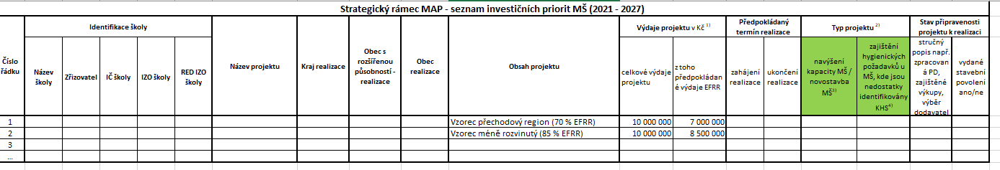 Strategický rámec MAP - seznam investičních priorit MŠ (2021 - 2027)
Číslo řádku
Identifikace školy
Název projektu
Kraj realizace
Obec s rozšířenou působností - realizace
Obec realizace
Obsah projektu
Výdaje projektu v Kč 1)
Předpokládaný termín realizace
Typ projektu 2)
Stav připravenosti projektu k realizaci
Název školy
Zřizovatel
IČ školy
IZO školy
RED IZO školy
celkové výdaje projektu
z toho předpokládané výdaje EFRR
zahájení realizace
ukončení realizace
navýšení kapacity MŠ / novostavba MŠ3)
zajištění hygienických požadavků u MŠ, kde jsou nedostatky identifikovány KHS4)
stručný popis např. zpracovaná PD, zajištěné výkupy, výběr dodavatel
vydané stavební povolení ano/ne
1 Vzorec přechodový region (70 % EFRR) 10 000 000 7 000 000
2 Vzorec méně rozvinutý (85 % EFRR) 10 000 000 8 500 000
3
...